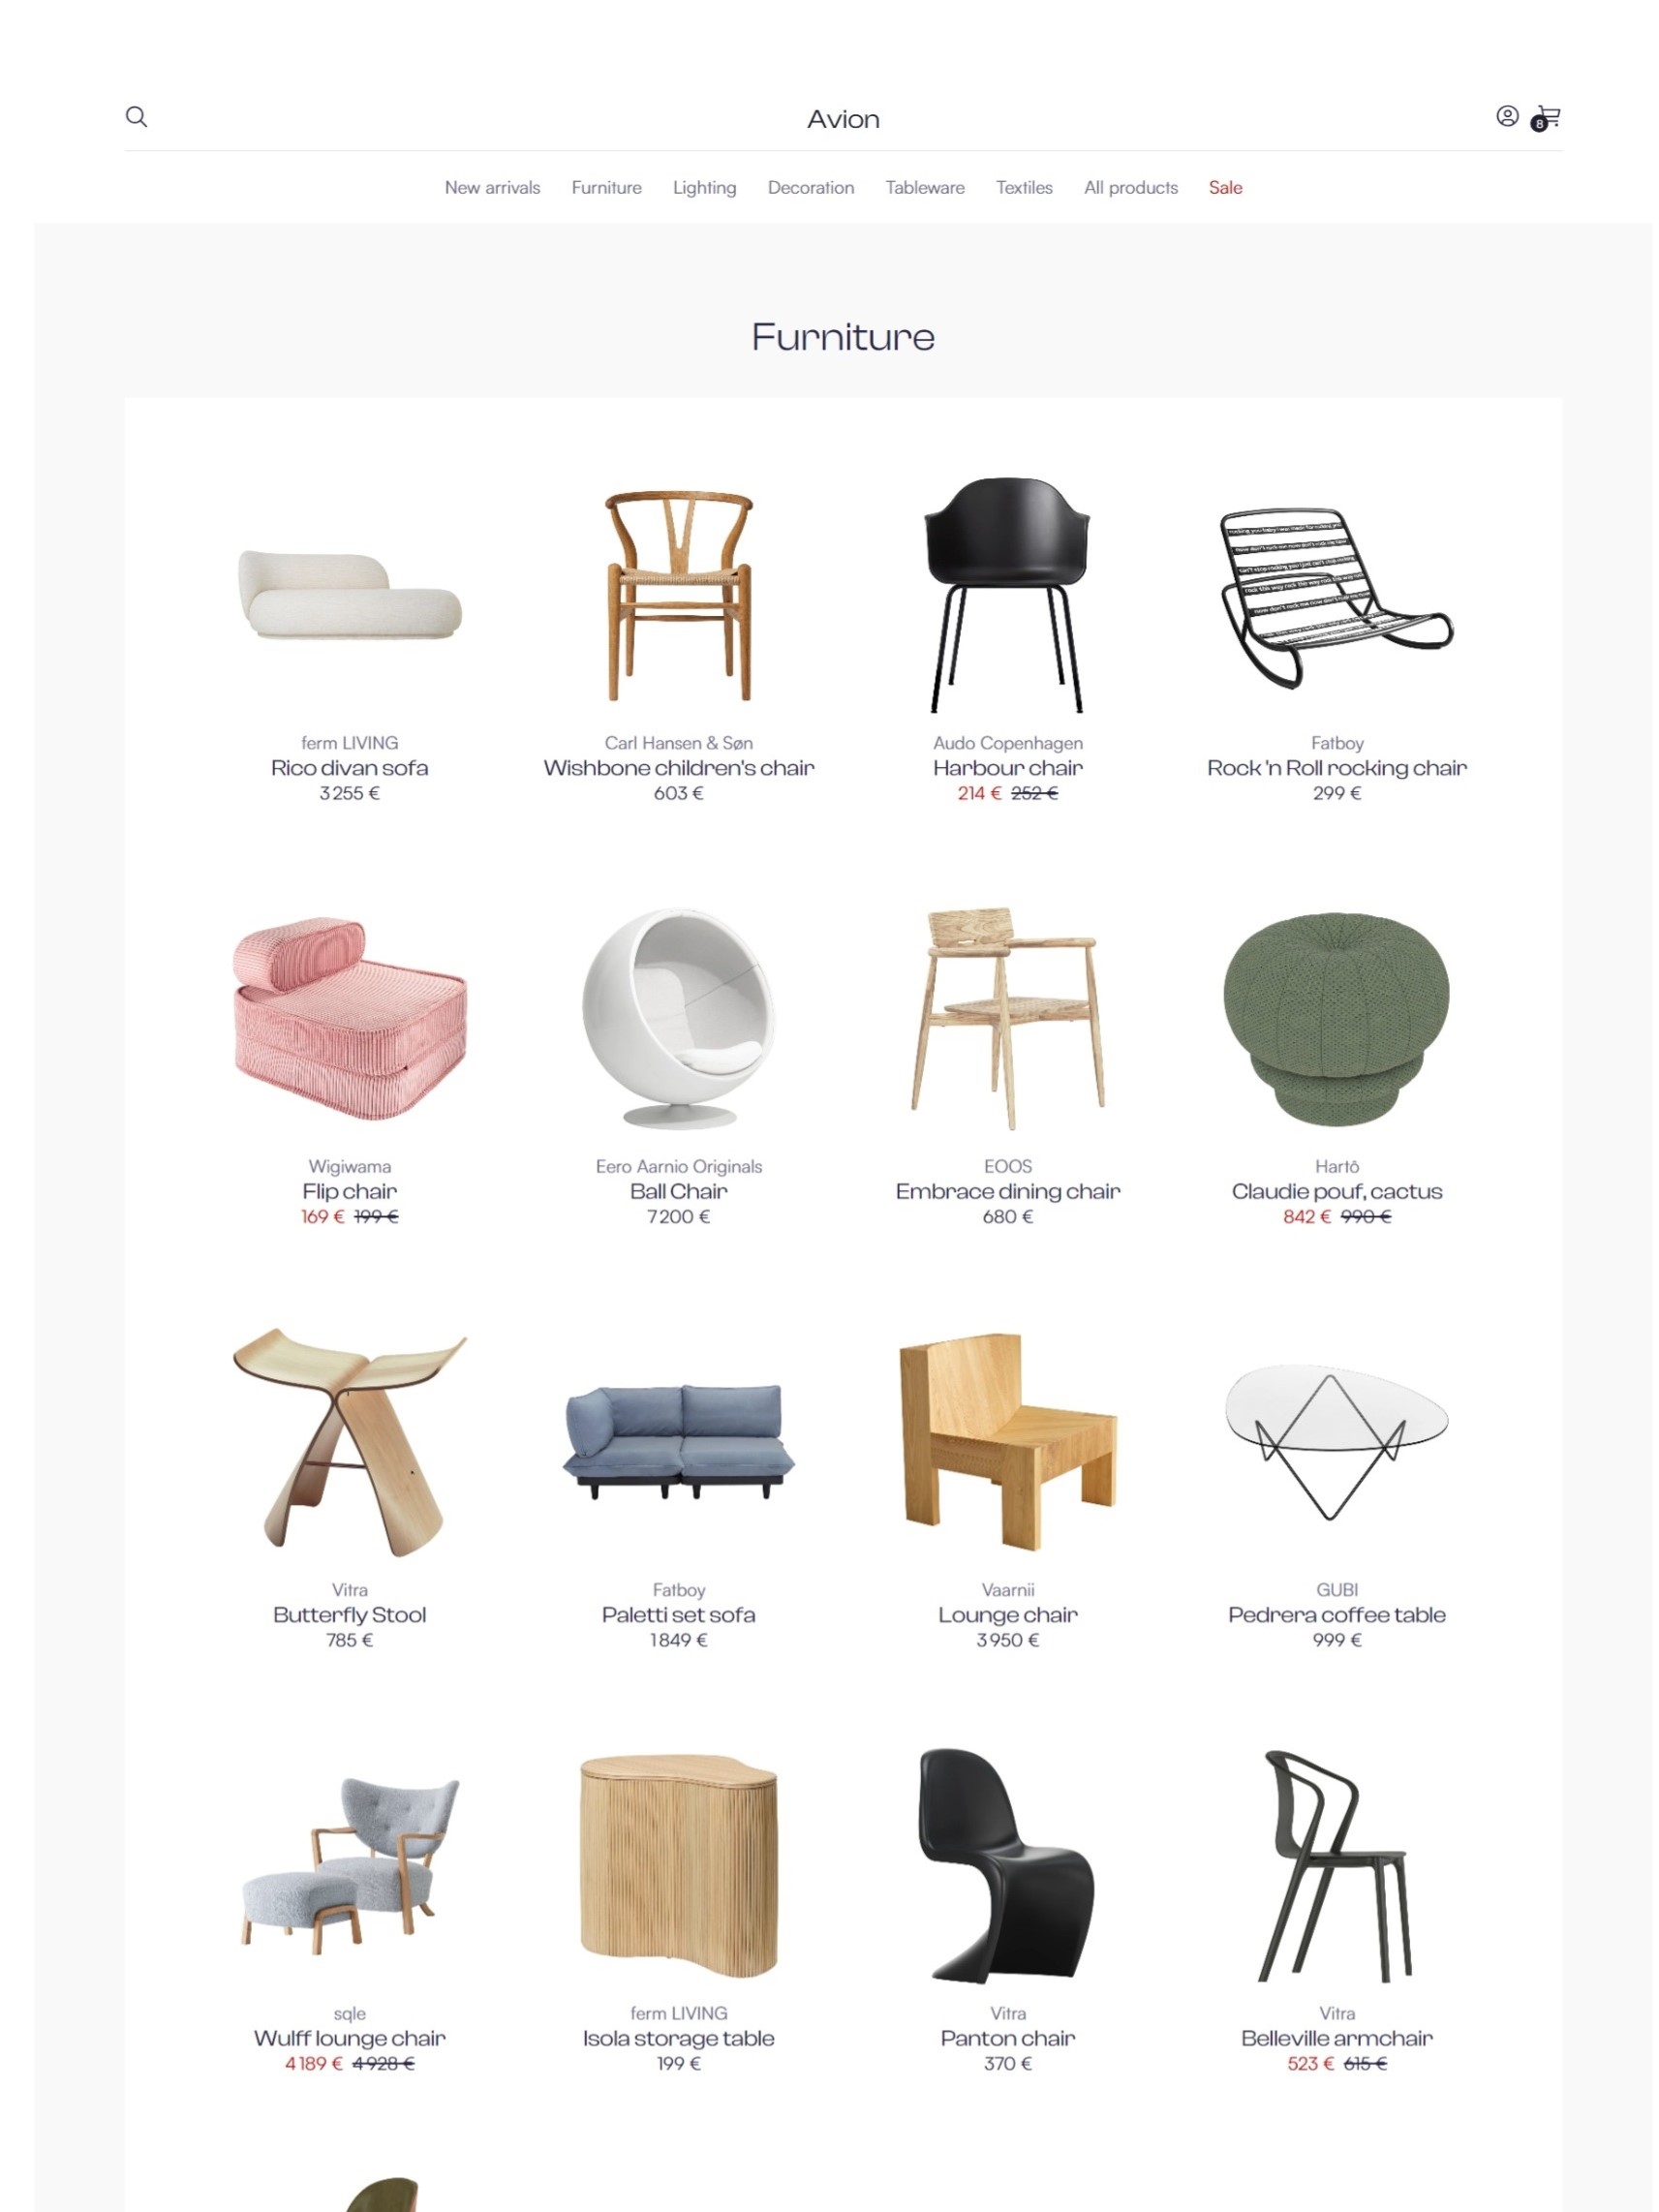 Avion
8
New arrivals Furniture Lighting Decoration Tableware Textiles All products Sale
Furniture
ferm LIVING
Rico divan sofa
3 255 €
Carl Hansen & Søn
Wishbone children's chair
603 €
Audo Copenhagen
Harbour chair
214 € 252 €
Fatboy
Rock 'n Roll rocking chair
299 €
Wigiwama
Flip chair
169 € 199 €
Eero Aarnio Originals
Ball Chair
7 200 €
EOOS
Embrace dining chair
680 €
Hartô
Claudie pouf, cactus
842 € 990 €
Vitra
Butterfly Stool
785 €
Fatboy
Paletti set sofa
1 849 €
Vaarnii
Lounge chair
3 950 €
GUBI
Pedrera coffee table
999 €
sqle
Wulff lounge chair
4 189 € 4 928 €
ferm LIVING
Isola storage table
199 €
Vitra
Panton chair
370 €
Vitra
Belleville armchair
523 € 615 €